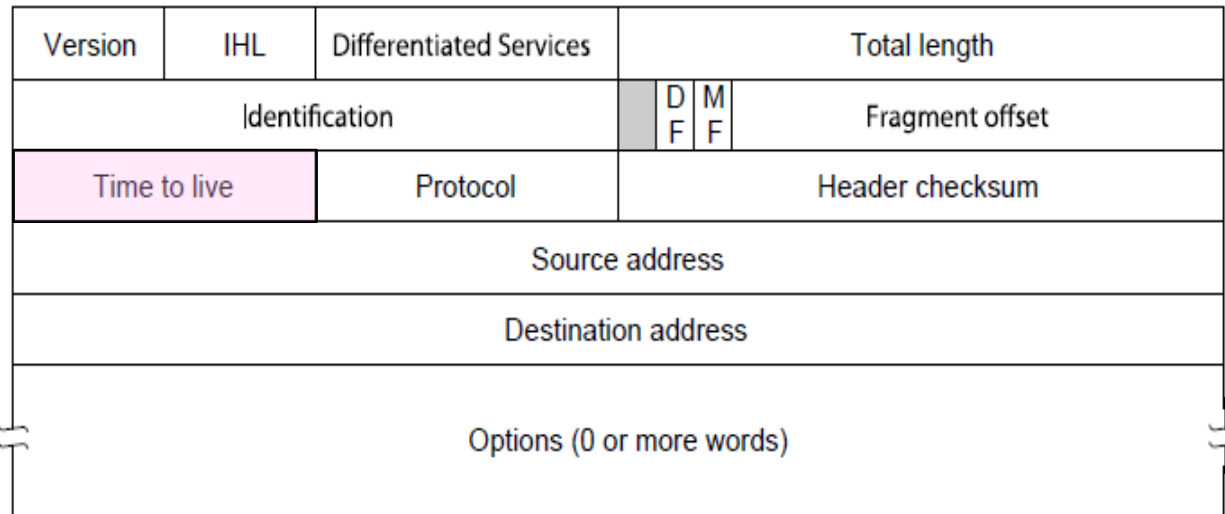 Version IHL Differentiated Services Total length
Identification D F M F Fragment offset
Time to live Protocol Header checksum
Source address
Destination address
Options (0 or more words)